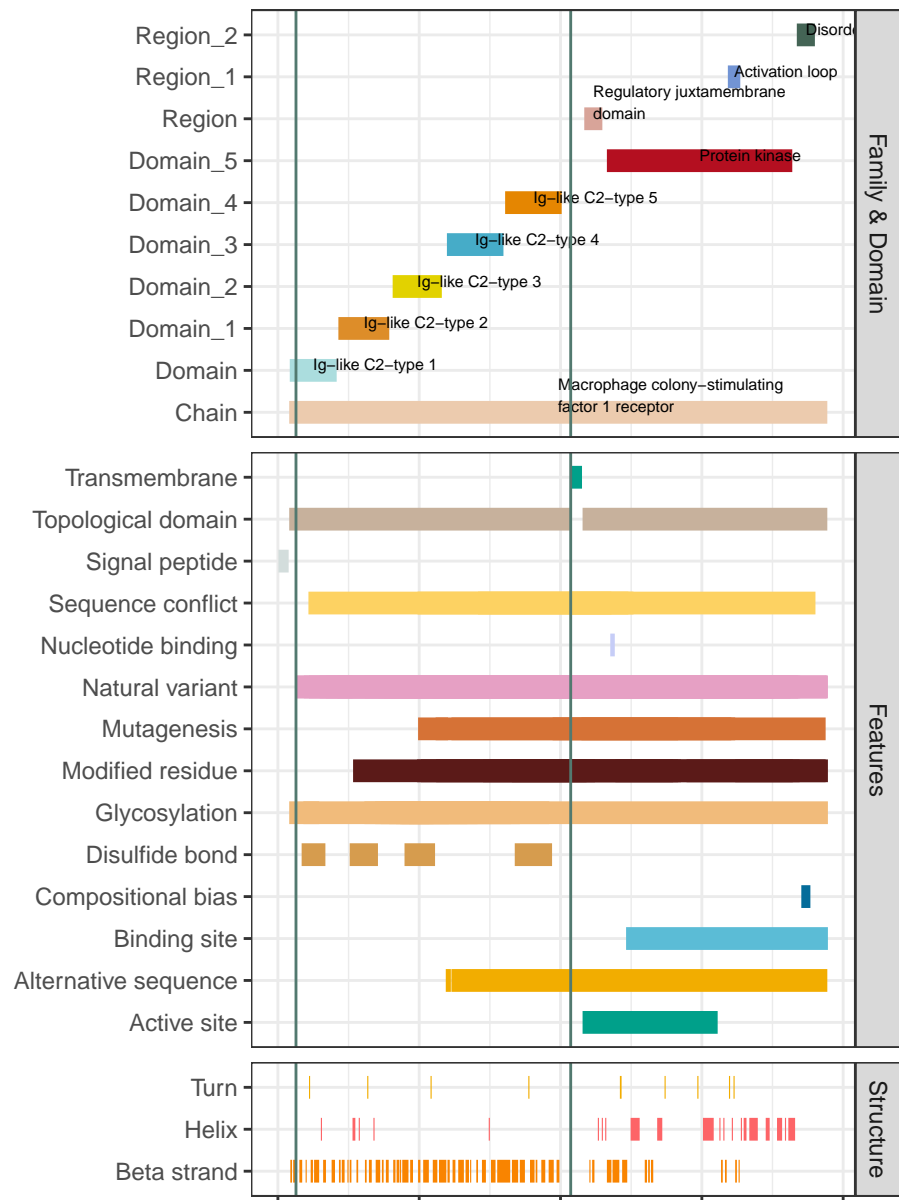 Region_2
Region_1
Region
Domain_5
Domain_4
Domain_3
Domain_2
Domain_1
Domain
Chain
Disorde
Activation loop
Regulatory juxtamembrane
domain
Protein kinase
Ig−like C2−type 5
Ig−like C2−type 4
Ig−like C2−type 3
Ig−like C2−type 2
Ig−like C2−type 1
Macrophage colony−stimulating
factor 1 receptor
Family & Domain
Transmembrane
Topological domain
Signal peptide
Sequence conflict
Nucleotide binding
Natural variant
Mutagenesis
Modified residue
Glycosylation
Disulfide bond
Compositional bias
Binding site
Alternative sequence
Active site
Features
Turn
Helix
Beta strand
Structure